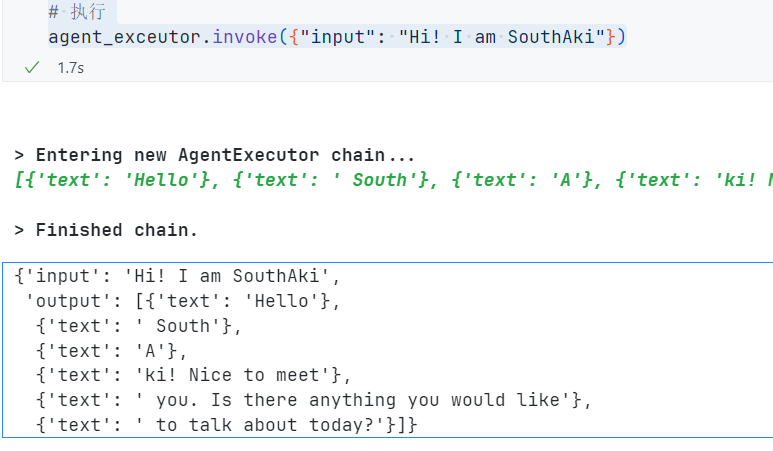 # 执行
agent_exceutor.invoke({"input": "Hi! I am SouthAki"})
1.7s
> Entering new AgentExecutor chain...
[{'text': 'Hello'}, {'text': ' South'}, {'text': 'A'}, {'text': 'ki!
> Finished chain.
{'input': 'Hi! I am SouthAki',
'output': [{'text': 'Hello'},
{'text': ' South'},
{'text': 'A'},
{'text': 'ki! Nice to meet'},
{'text': ' you. Is there anything you would like'},
{'text': ' to talk about today?'}]}